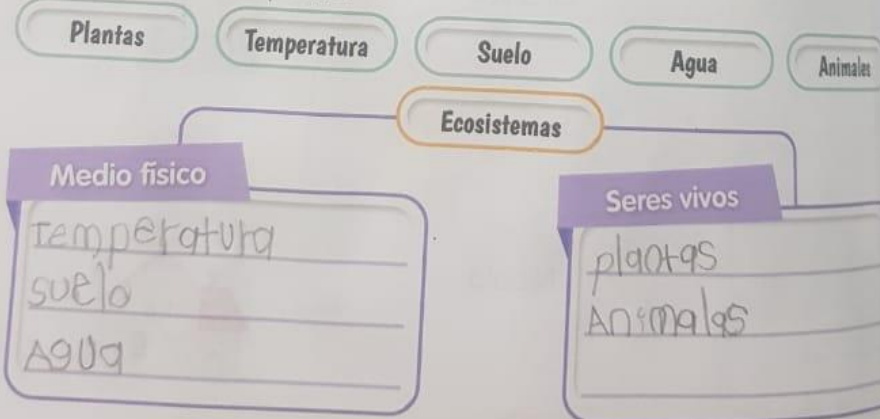 Plantas
Temperatura
Suelo
Agua
Animales
Ecosistemas
Medio físico
Temperatura
suelo
Agua
Seres vivos
plantas
Animales